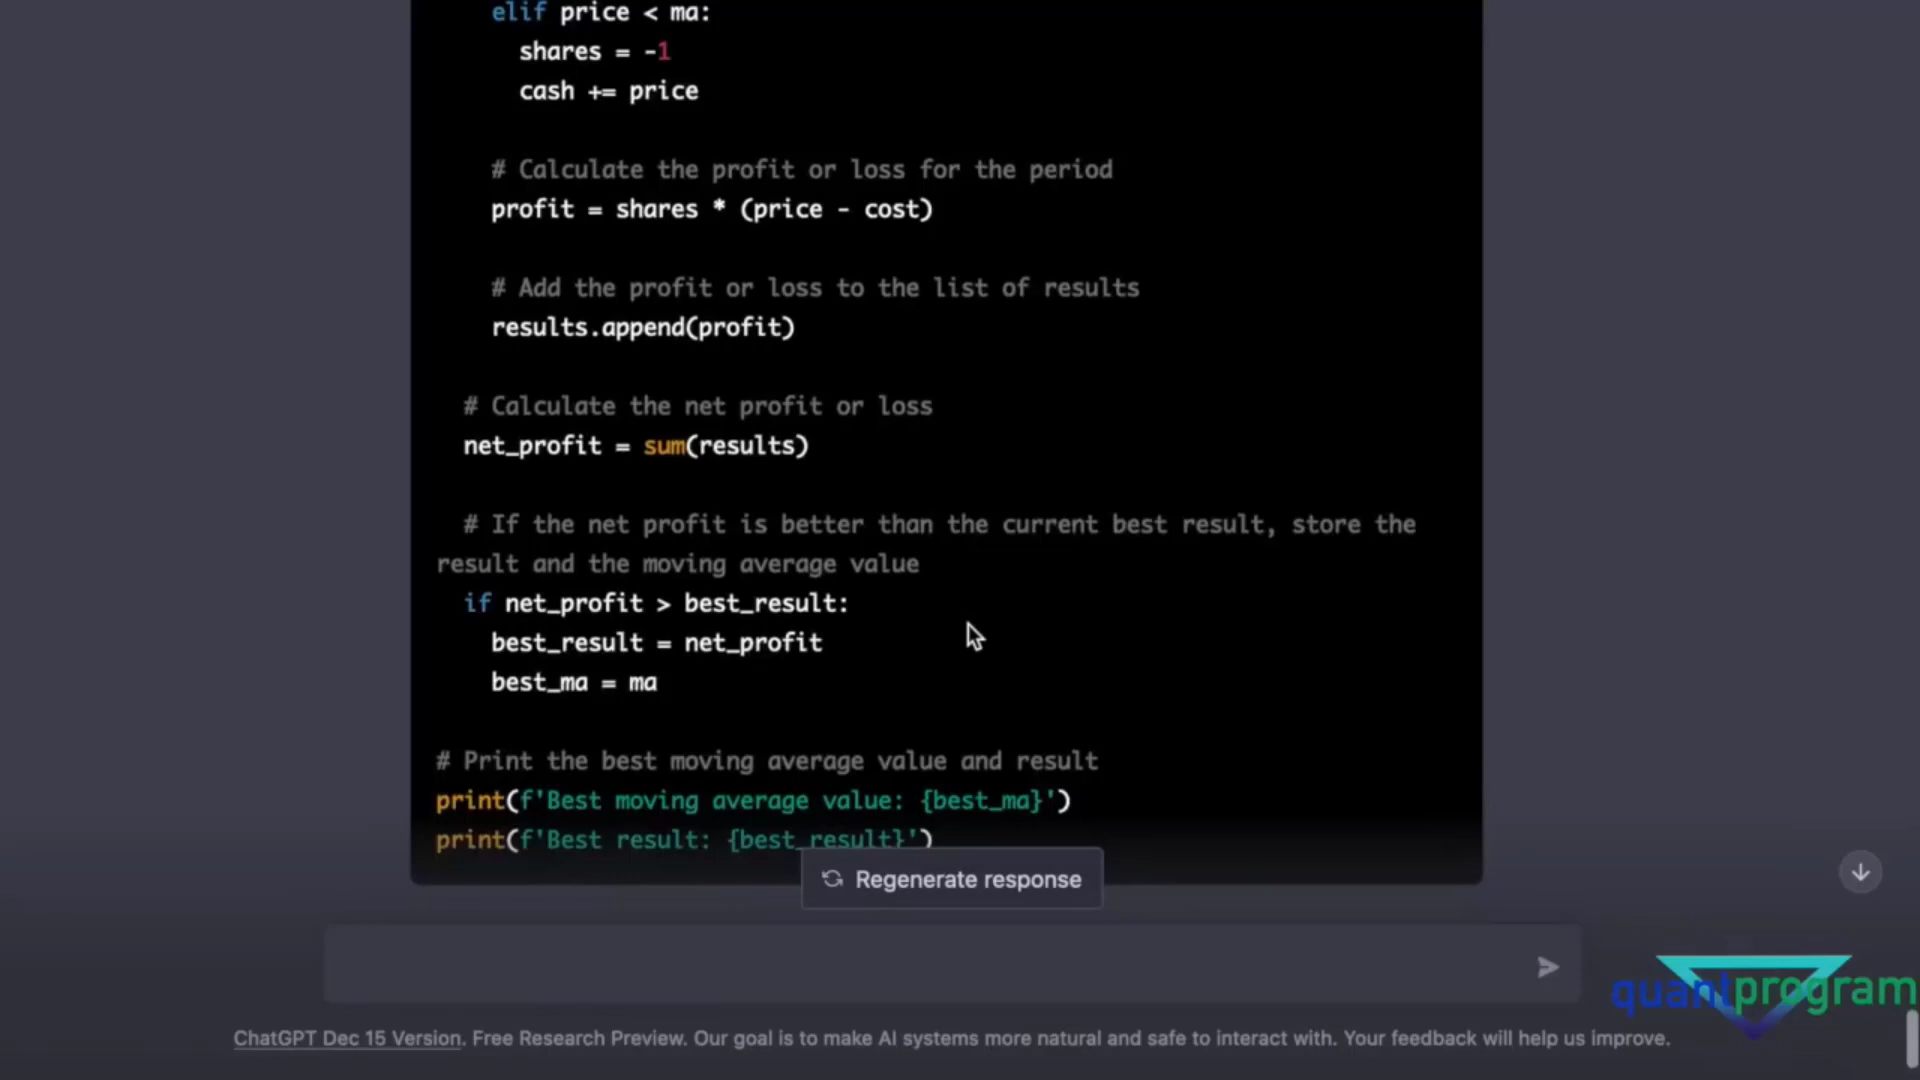 elif price < ma:
shares = -1
cash += price
# Calculate the profit or loss for the period
profit = shares * (price - cost)
# Add the profit or loss to the list of results
results.append(profit)
# Calculate the net profit or loss
net_profit = sum(results)
# If the net profit is better than the current best result, store the
result and the moving average value
if net_profit > best_result:
best_result = net_profit
best_ma = ma
# Print the best moving average value and result
print(f'Best moving average value: {best_ma}')
print(f'Best result: {best_result}')
Regenerate response
quantprogram
ChatGPT Dec 15 Version. Free Research Preview. Our goal is to make AI systems more natural and safe to interact with. Your feedback will help us improve.